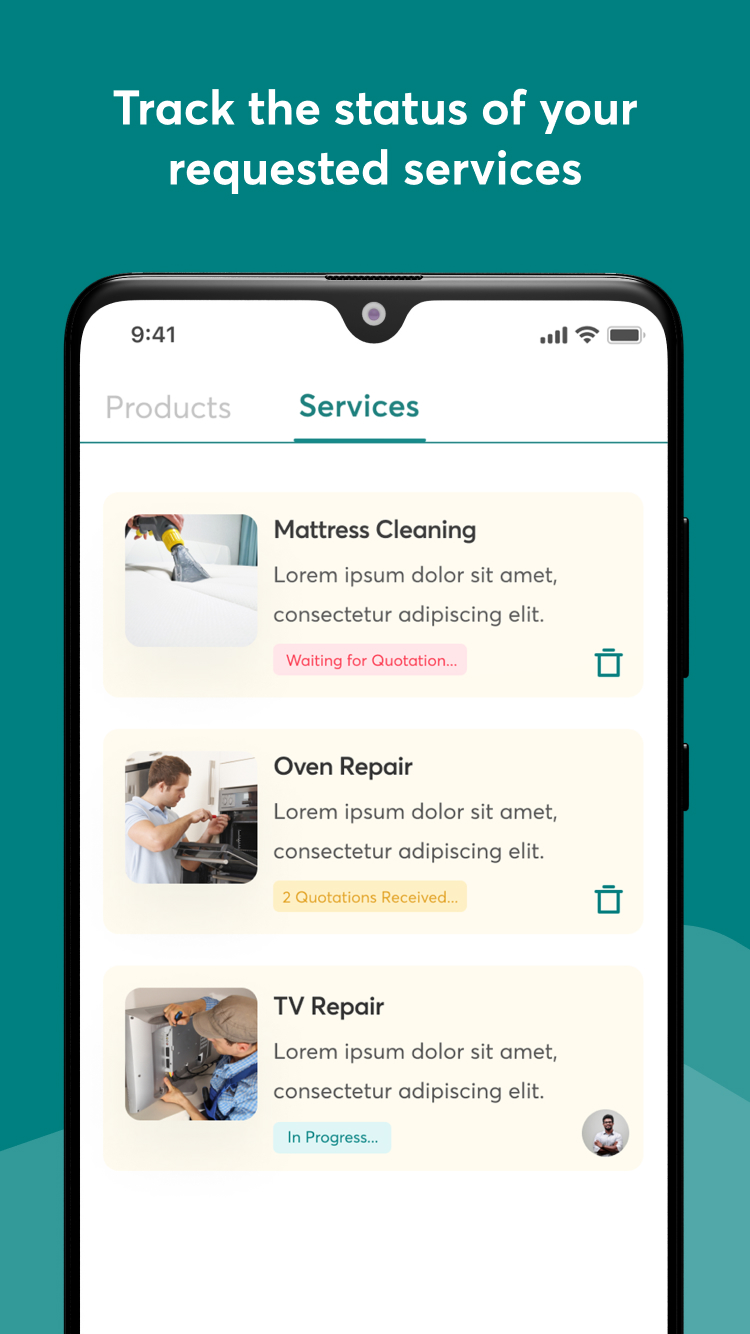 Track the status of your
requested services
9:41
Products
Services
Mattress Cleaning
Lorem ipsum dolor sit amet,
consectetur adipiscing elit.
Waiting for Quotation...
Oven Repair
Lorem ipsum dolor sit amet,
consectetur adipiscing elit.
2 Quotations Received...
TV Repair
Lorem ipsum dolor sit amet,
consectetur adipiscing elit.
In Progress...